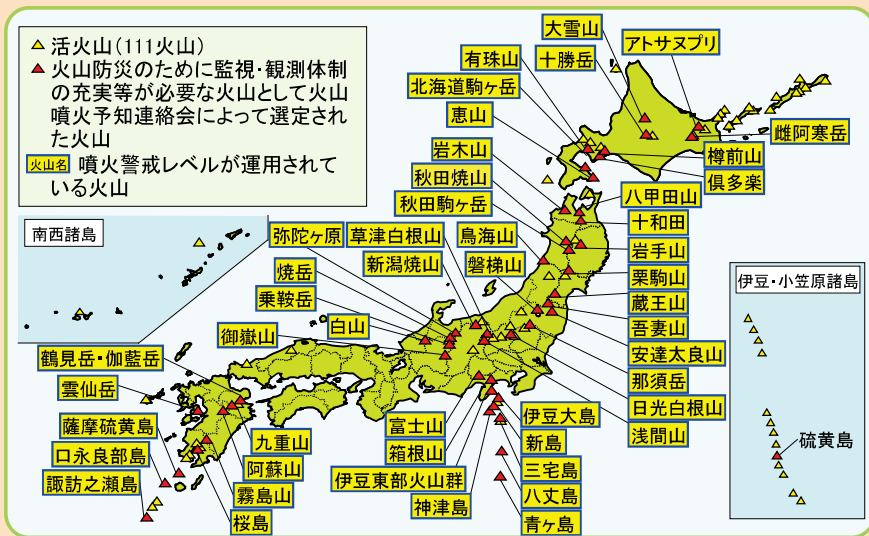 活火山(111火山)
火山防災のために監視・観測体制
の充実等が必要な火山として火山
噴火予知連絡会によって選定され
た火山
火山名 噴火警戒レベルが運用されて
いる火山
大雪山
アトサヌプリ
有珠山
十勝岳
北海道駒ヶ岳
恵山
雌阿寒岳
樽前山
倶多楽
岩木山
秋田焼山
秋田駒ヶ岳
八甲田山
十和田
岩手山
栗駒山
蔵王山
吾妻山
安達太良山
那須岳
日光白根山
浅間山
南西諸島
弥陀ヶ原
草津白根山
鳥海山
焼岳
新潟焼山
磐梯山
乗鞍岳
白山
御嶽山
伊豆・小笠原諸島
硫黄島
鶴見岳・伽藍岳
雲仙岳
薩摩硫黄島
口永良部島
諏訪之瀬島
九重山
阿蘇山
霧島山
桜島
富士山
箱根山
伊豆東部火山群
神津島
伊豆大島
新島
三宅島
八丈島
青ヶ島